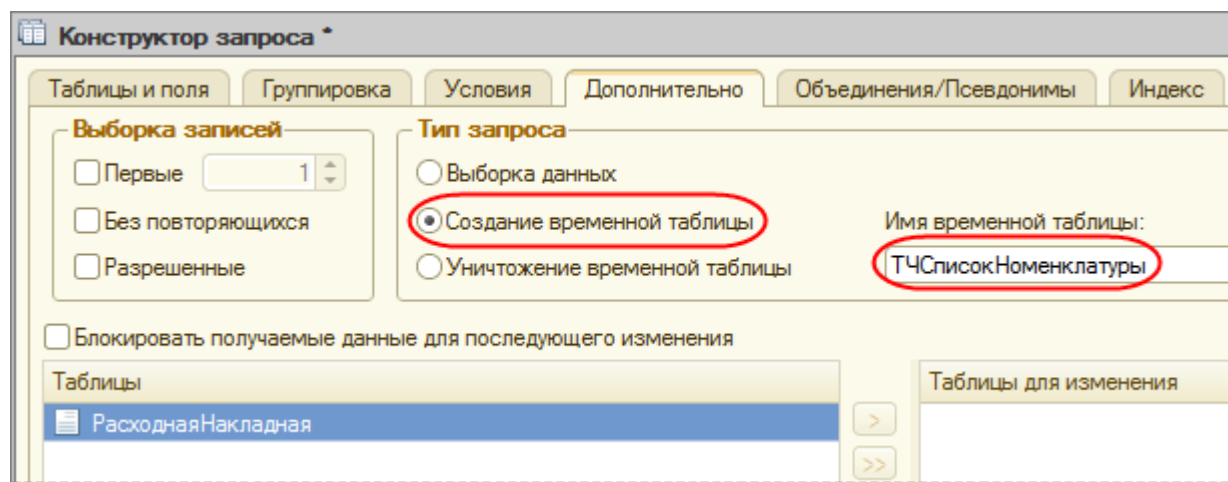 Конструктор запроса *
Таблицы и поля Группировка Условия Дополнительно Объединения/Псевдонимы Индекс
Выборка записей Тип запроса
Первые 1 Выборка данных
Без повторяющихся Создание временной таблицы Имя временной таблицы:
Разрешенные Уничтожение временной таблицы ТЧСписокНоменклатуры
Блокировать получаемые данные для последующего изменения
Таблицы Таблицы для изменения
РасходнаяНакладная >
>>